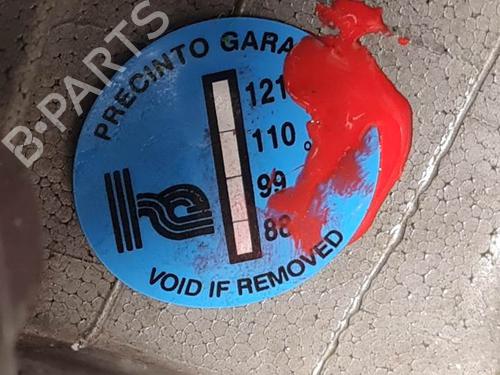 PRECINTO GARA
121
110
99
88
VOID IF REMOVED
B-PARTS